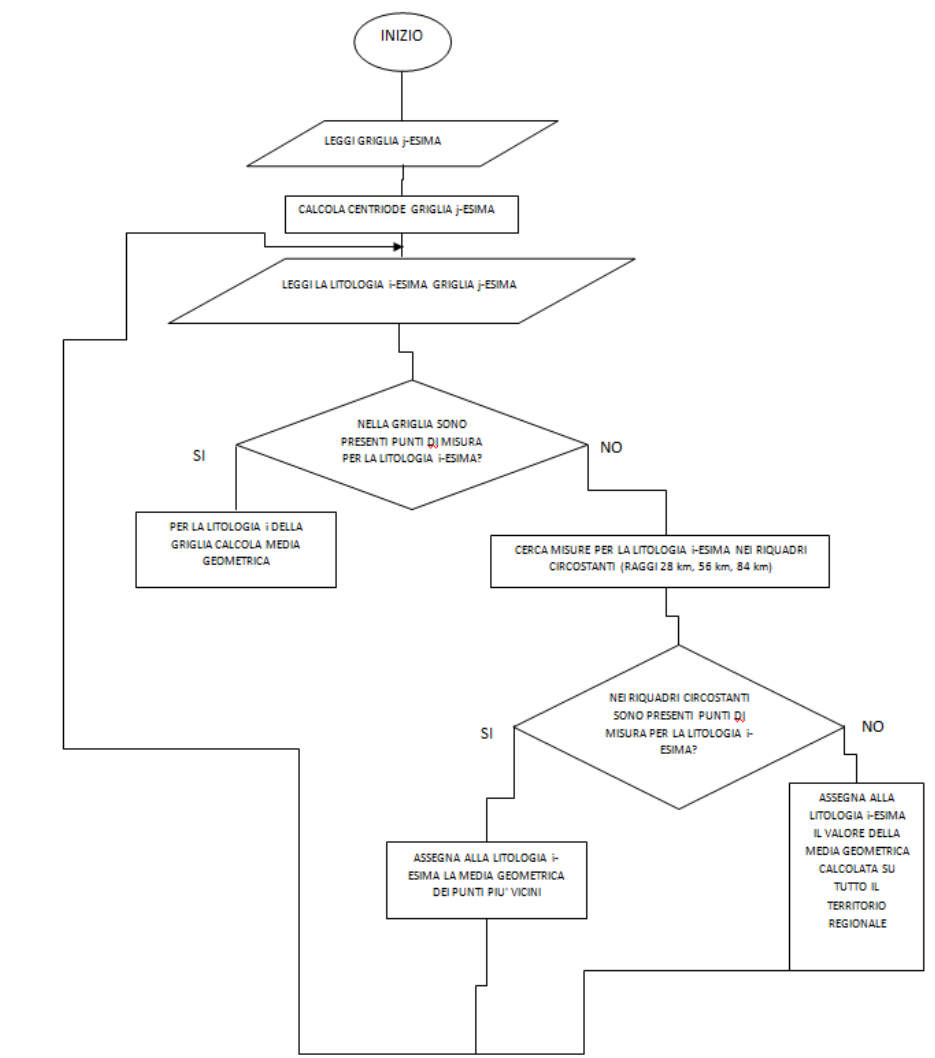 INIZIO
LEGGI GRIGLIA j-ESIMA
CALCOLA CENTRIODE GRIGLIA j-ESIMA
LEGGI LA LITOLOGIA i-ESIMA GRIGLIA j-ESIMA
NELLA GRIGLIA SONO
PRESENTI PUNTI DI MISURA
PER LA LITOLOGIA i-ESIMA?
SI
NO
PER LA LITOLOGIA i DELLA
GRIGLIA CALCOLA MEDIA
GEOMETRICA
CERCA MISURE PER LA LITOLOGIA i-ESIMA NEI RIQUADRI
CIRCOSTANTI (RAGGI 28 km, 56 km, 84 km)
NEI RIQUADRI CIRCOSTANTI
SONO PRESENTI PUNTI DI
MISURA PER LA LITOLOGIA i-
ESIMA?
SI
NO
ASSEGNA ALLA LITOLOGIA i-
ESIMA LA MEDIA GEOMETRICA
DEI PUNTI PIU' VICINI
ASSEGNA ALLA
LITOLOGIA i-ESIMA
IL VALORE DELLA
MEDIA GEOMETRICA
CALCOLATA SU
TUTTO IL
TERRITORIO
REGIONALE